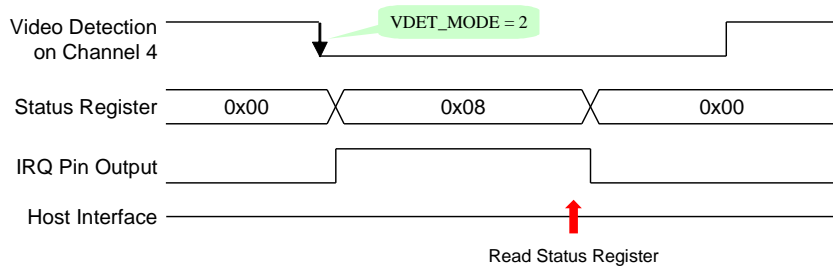 VDET_MODE = 2
Video Detection
on Channel 4
Status Register
0x00
0x08
0x00
IRQ Pin Output
Host Interface
Read Status Register